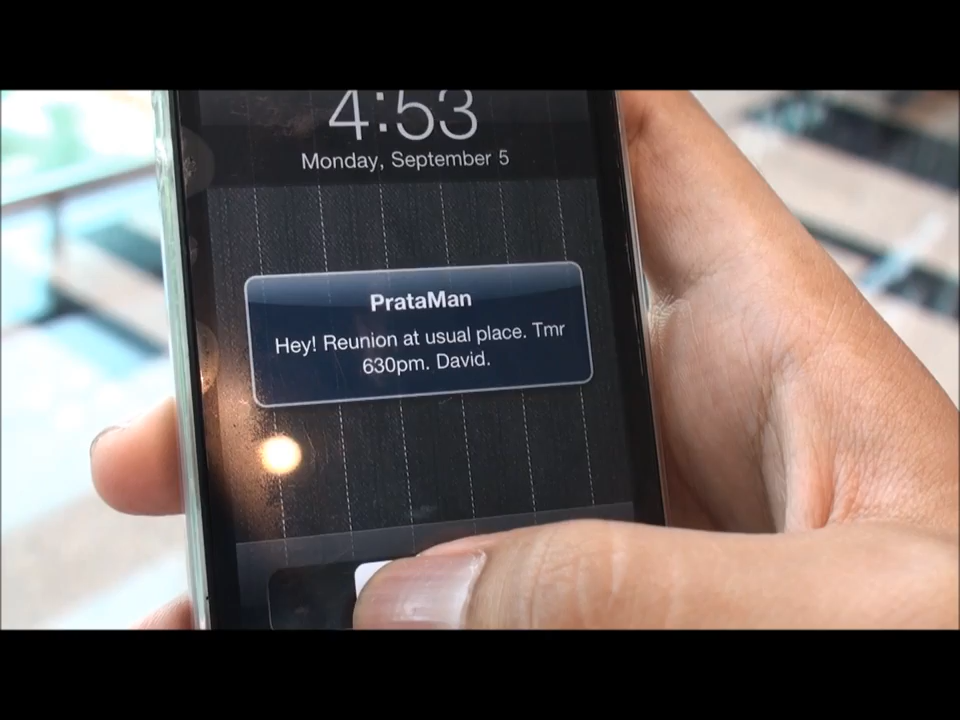 4:53
Monday, September 5
PrataMan
Hey! Reunion at usual place. Tmr
630pm. David.